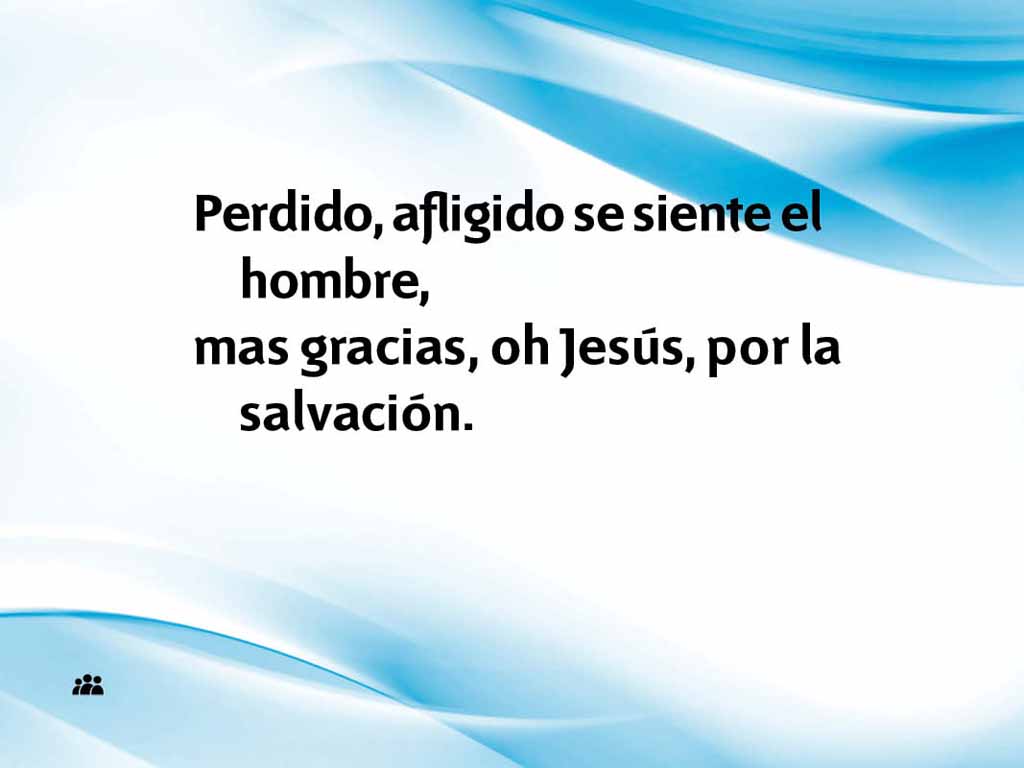 Perdido, afligido se siente el
hombre,
mas gracias, oh Jesús, por la
salvación.